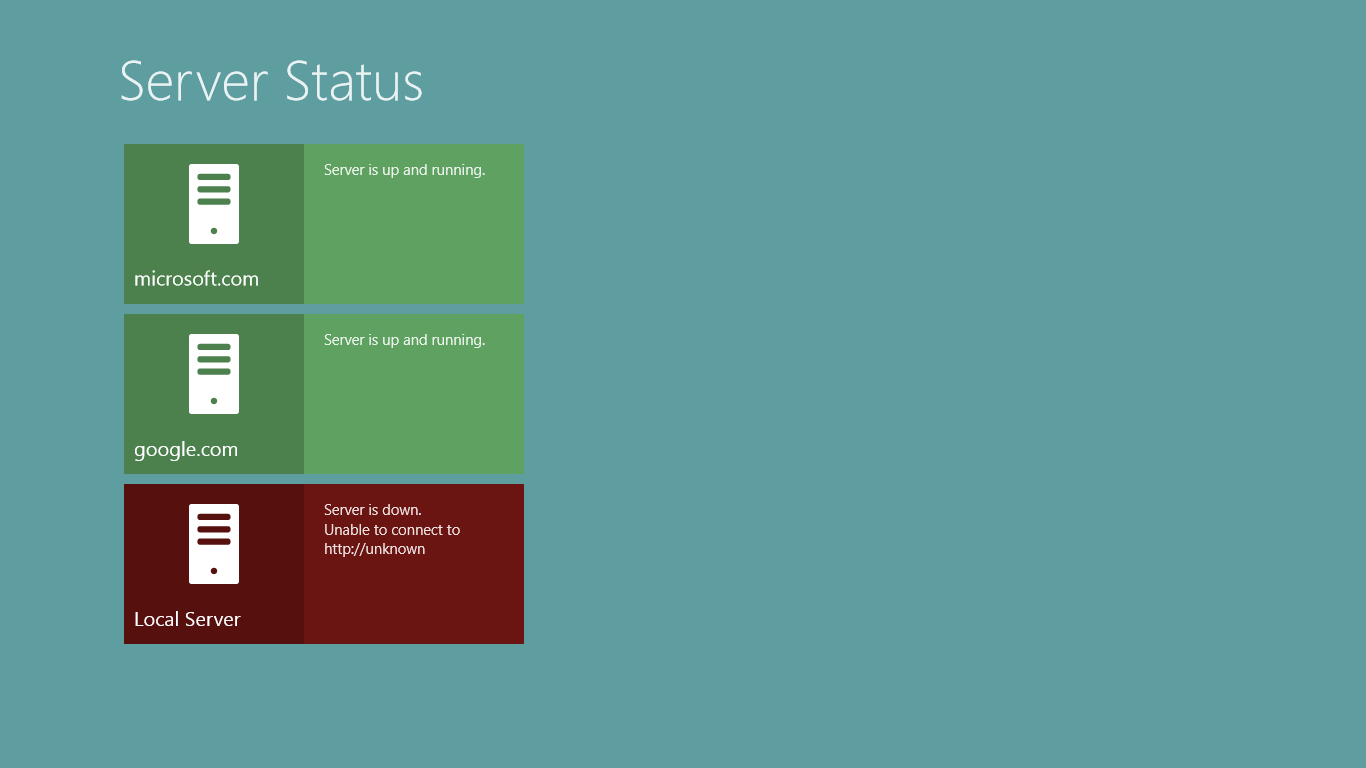 Server Status
Server is up and running.
microsoft.com
Server is up and running.
google.com
Server is down.
Unable to connect to
http://unknown
Local Server